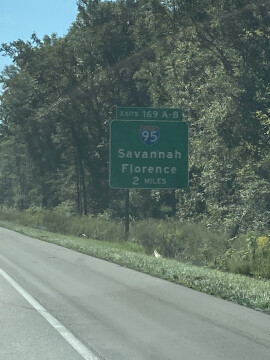 EXITS 169 A-B
95
Savannah
Florence
2 MILES